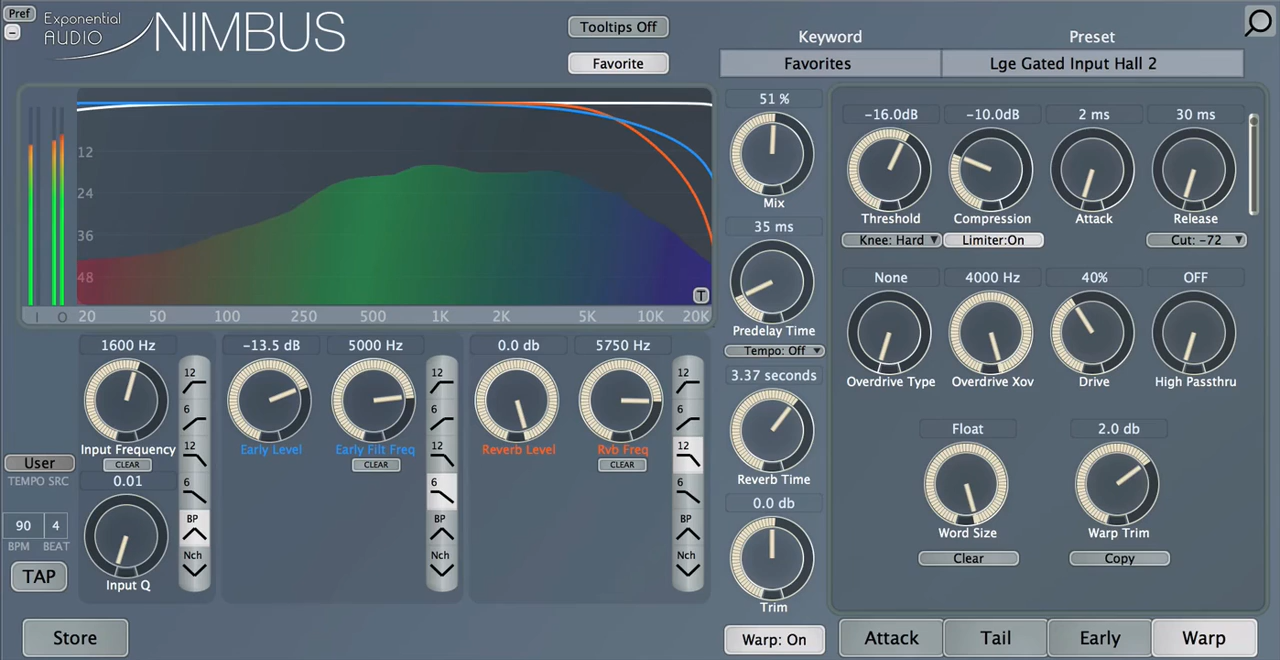 Pref
Exponential
AUDIO
NIMBUS
Tooltips Off
Favorite
Keyword
Preset
Favorites
Lge Gated Input Hall 2
12
24
36
48
T
I O 20 50 100 250 500 1K 2K 5K 10K 20K
51 %
Mix
35 ms
Predelay Time
Tempo: Off
3.37 seconds
Reverb Time
0.0 db
Trim
Warp: On
-16.0dB -10.0dB 2 ms 30 ms
Threshold Compression Attack Release
Knee: Hard Limiter:On Cut: -72
None 4000 Hz 40% OFF
Overdrive Type Overdrive Xov Drive High Passthru
Float 2.0 db
Word Size Warp Trim
Clear Copy
1600 Hz
Input Frequency
CLEAR
0.01
Input Q
12
6
12
6
BP
Nch
-13.5 dB 5000 Hz
Early Level Early Filt Freq
CLEAR
12
6
12
6
BP
Nch
0.0 db 5750 Hz
Reverb Level Rvb Freq
CLEAR
12
6
12
6
BP
Nch
User
TEMPO SRC
90 4
BPM BEAT
TAP
Store
Attack Tail Early Warp